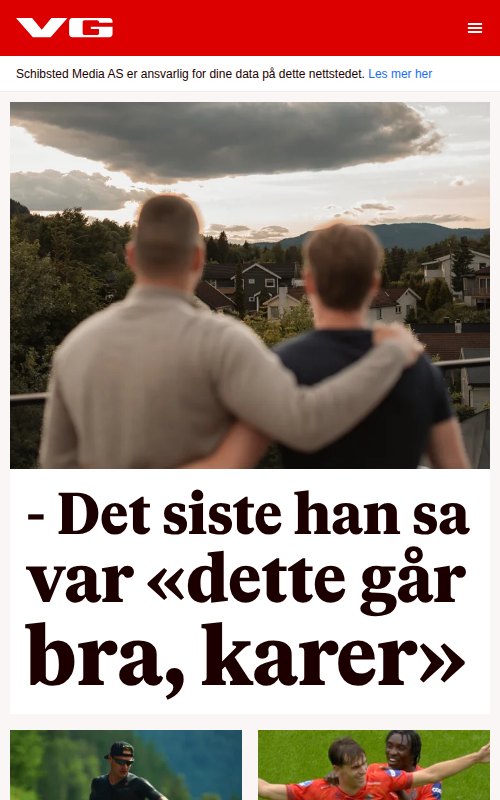 VG
Schibsted Media AS er ansvarlig for dine data på dette nettstedet. Les mer her
- Det siste han sa
var «dette går
bra, karer»